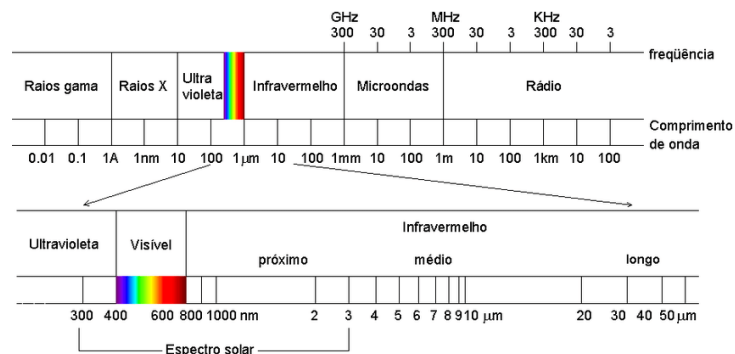 GHz MHz KHz
300 30 3 300 30 3 300 30 3
freqüência
Raios gama Raios X Ultra violeta Infravermelho Microondas Rádio
Comprimento de onda
0.01 0.1 1A 1nm 10 100 1µm 10 100 1mm 10 100 1m 10 100 1km 10 100
Infravermelho
Ultravioleta Visível
próximo médio longo
300 400 600 800 1000 nm 2 3 4 5 6 7 8 9 10 µm 20 30 40 50 µm
Espectro solar